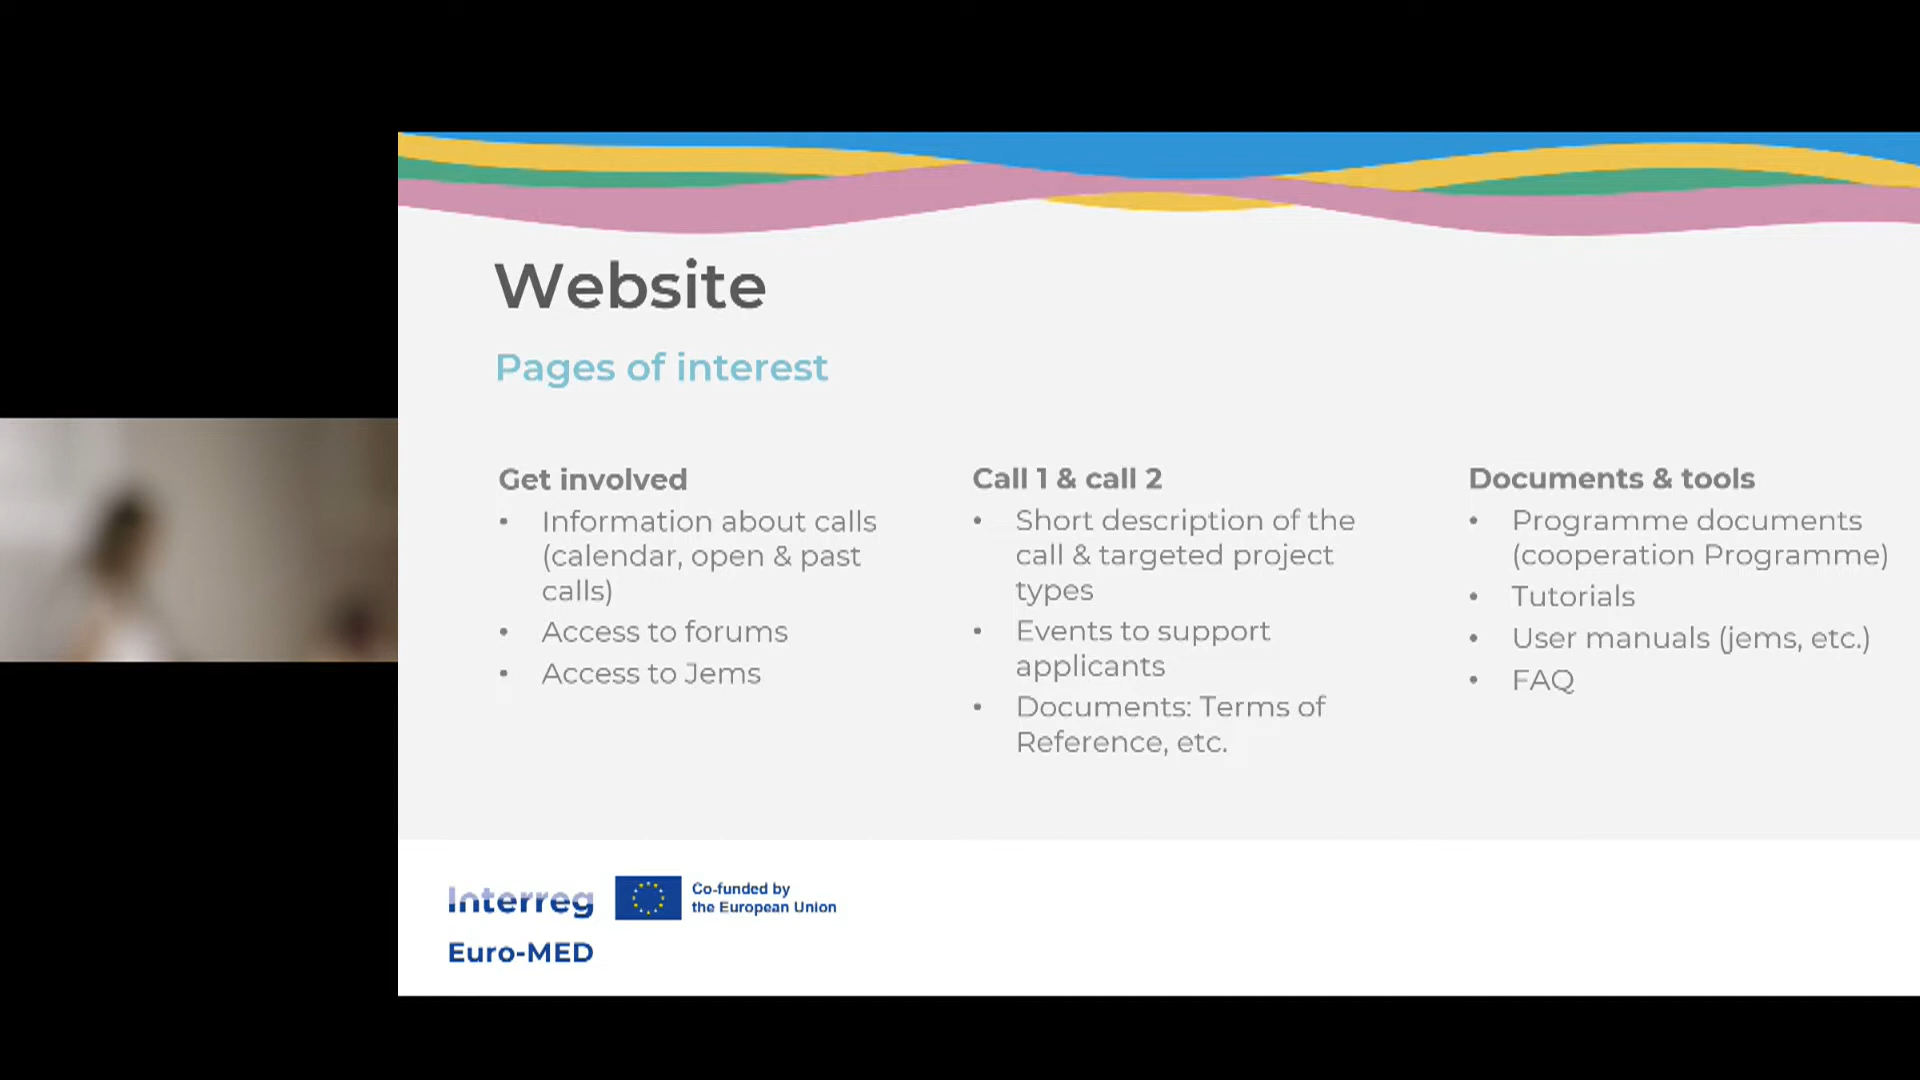 Website
Pages of interest
Get involved
• Information about calls
(calendar, open & past
calls)
• Access to forums
• Access to Jems
Call 1 & call 2
• Short description of the
call & targeted project
types
• Events to support
applicants
• Documents: Terms of
Reference, etc.
Documents & tools
• Programme documents
(cooperation Programme)
• Tutorials
• User manuals (jems, etc.)
• FAQ
Interreg
Co-funded by
the European Union
Euro-MED